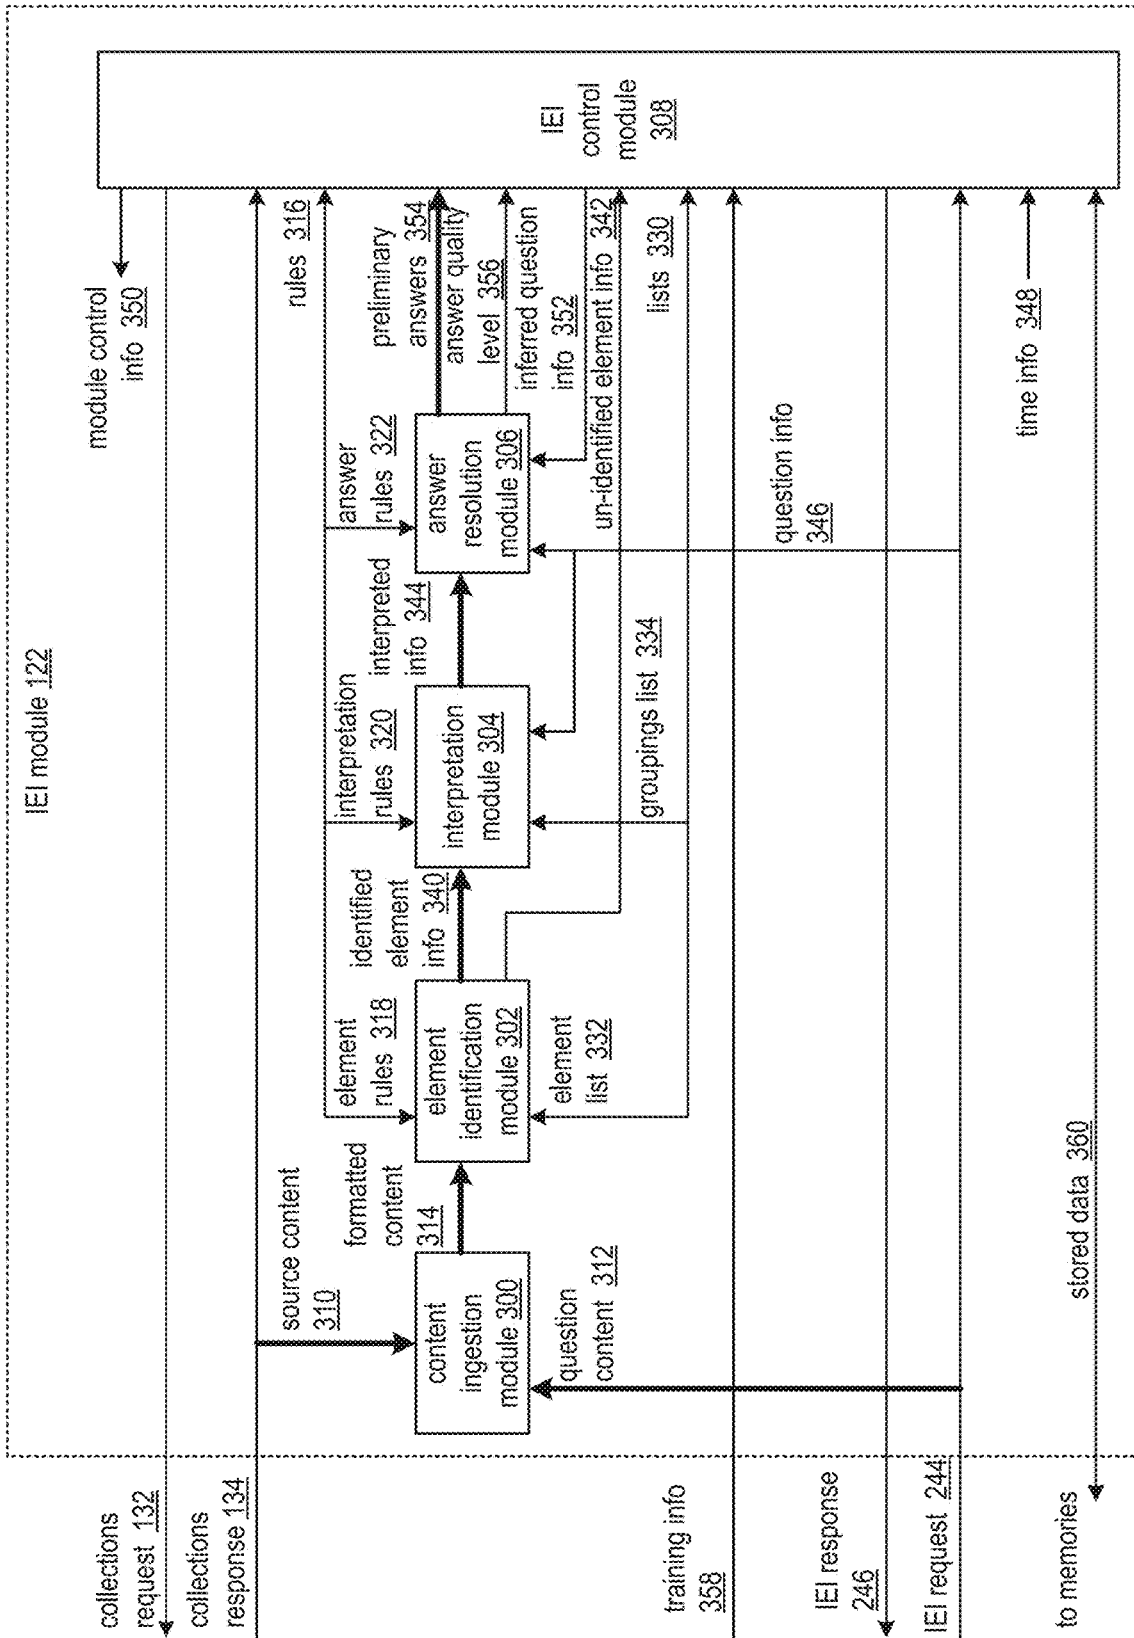 IEI module 122
collections
request 132
collections
response 134
training info
358
IEI response
246
IEI request 244
to memories
source content
310
content
ingestion
module 300
question
content 312
formatted
content
314
element
rules 318
element
identification
module 302
element
list 332
identified
element
info 340
interpretation
rules 320
interpretation
module 304
groupings list 334
interpreted
info 344
answer
rules 322
answer
resolution
module 306
question info
346
module control
info 350
rules 316
preliminary
answers 354
answer quality
level 356
inferred question
info 352
un-identified element info 342
lists 330
time info 348
stored data 360
IEI
control
module
308